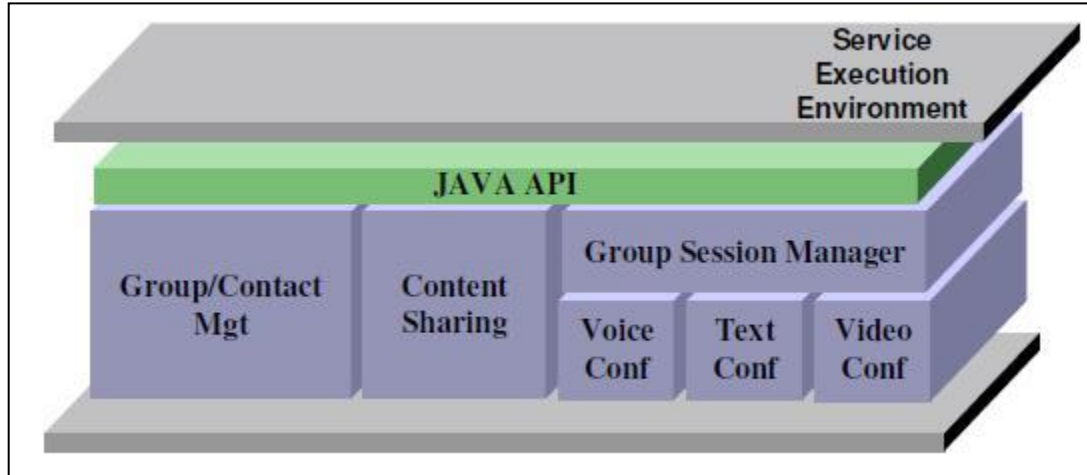 Service
Execution
Environment
JAVA API
Group/Contact
Mgt
Content
Sharing
Group Session Manager
Voice
Conf
Text
Conf
Video
Conf